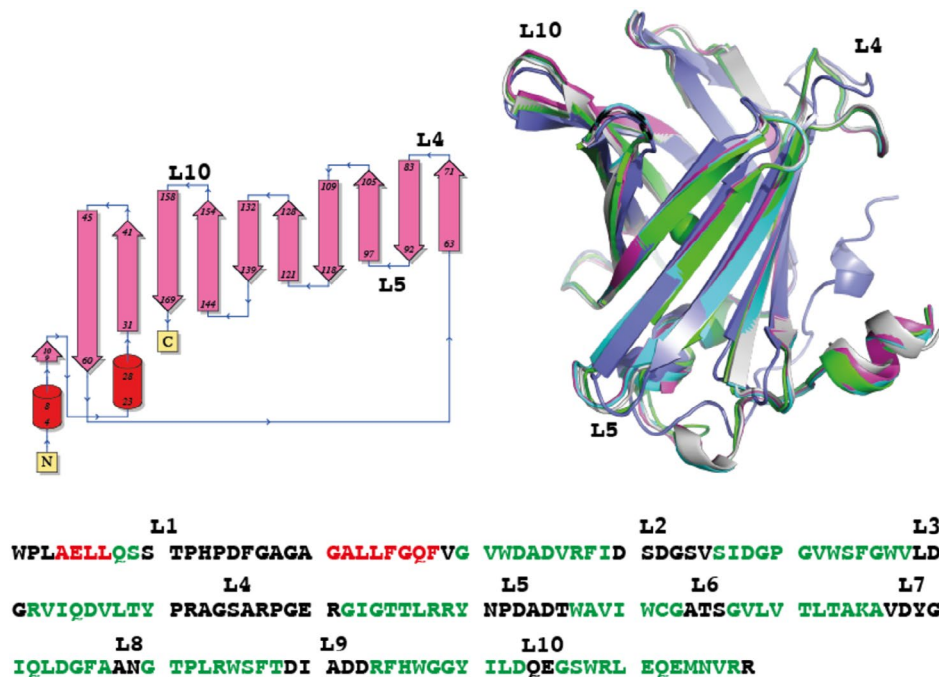 L10
L4
L5
L4
L10
83
71
158
154
132
128
109
105
45
41
97
92
63
L5
139
121
118
169
144
31
C
10
9
60
28
23
8
4
N
L1 L2 L3
WPLAELLQSS TPHPDFGAGA GALLFGQFVG VWDADVRFID SDGSVSIDGP GVWSFGWVLD
L4 L5 L6 L7
GRVIQDVLTY PRAGSARPGE RGIGTTLRRY NPDADTWAVI WCGATSGVLV TLTAKAVDYG
L8 L9 L10
IQLDGFAANG TPLRWSFTDI ADDRFHWGGY ILDQEGSWRL EQEMNVRR